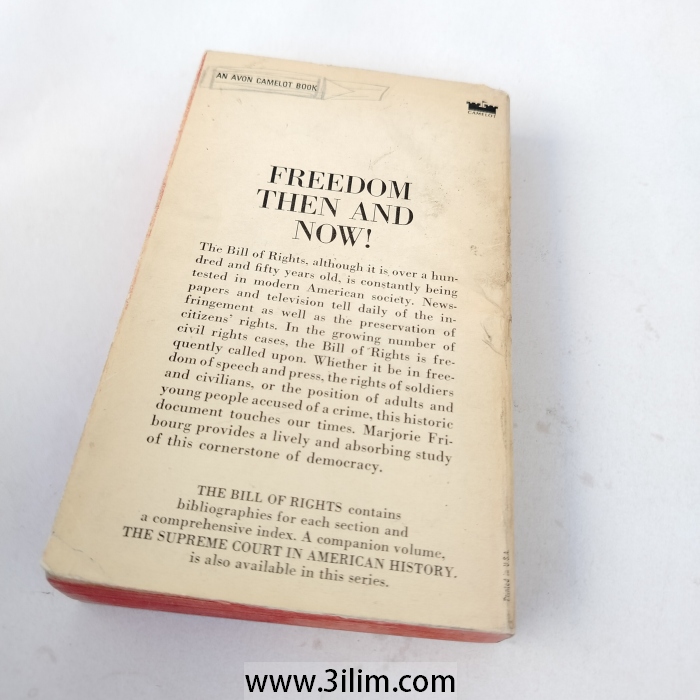 AN AVON CAMELOT BOOK
CAMELOT
FREEDOM
THEN AND
NOW!
The Bill of Rights, although it is over a hun-
dred and fifty years old, is constantly being
tested in modern American society. News-
papers and television tell daily of the in-
fringement as well as the preservation of
citizens' rights. In the growing number of
civil rights cases, the Bill of Rights is fre-
quently called upon. Whether it be in free-
dom of speech and press, the rights of soldiers
and civilians, or the position of adults and
young people accused of a crime, this historic
document touches our times. Marjorie Fri-
bourg provides a lively and absorbing study
of this cornerstone of democracy.
THE BILL OF RIGHTS contains
bibliographies for each section and
a comprehensive index. A companion volume,
THE SUPREME COURT IN AMERICAN HISTORY.
is also available in this series.
Printed in U.S.A.
www.3ilim.com